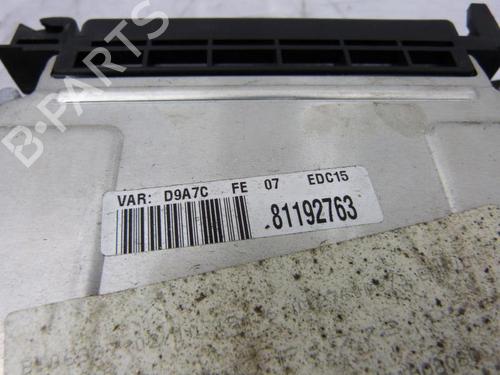 B-PARTS
VAR: D9A7C FE 07 EDC15
.81192763